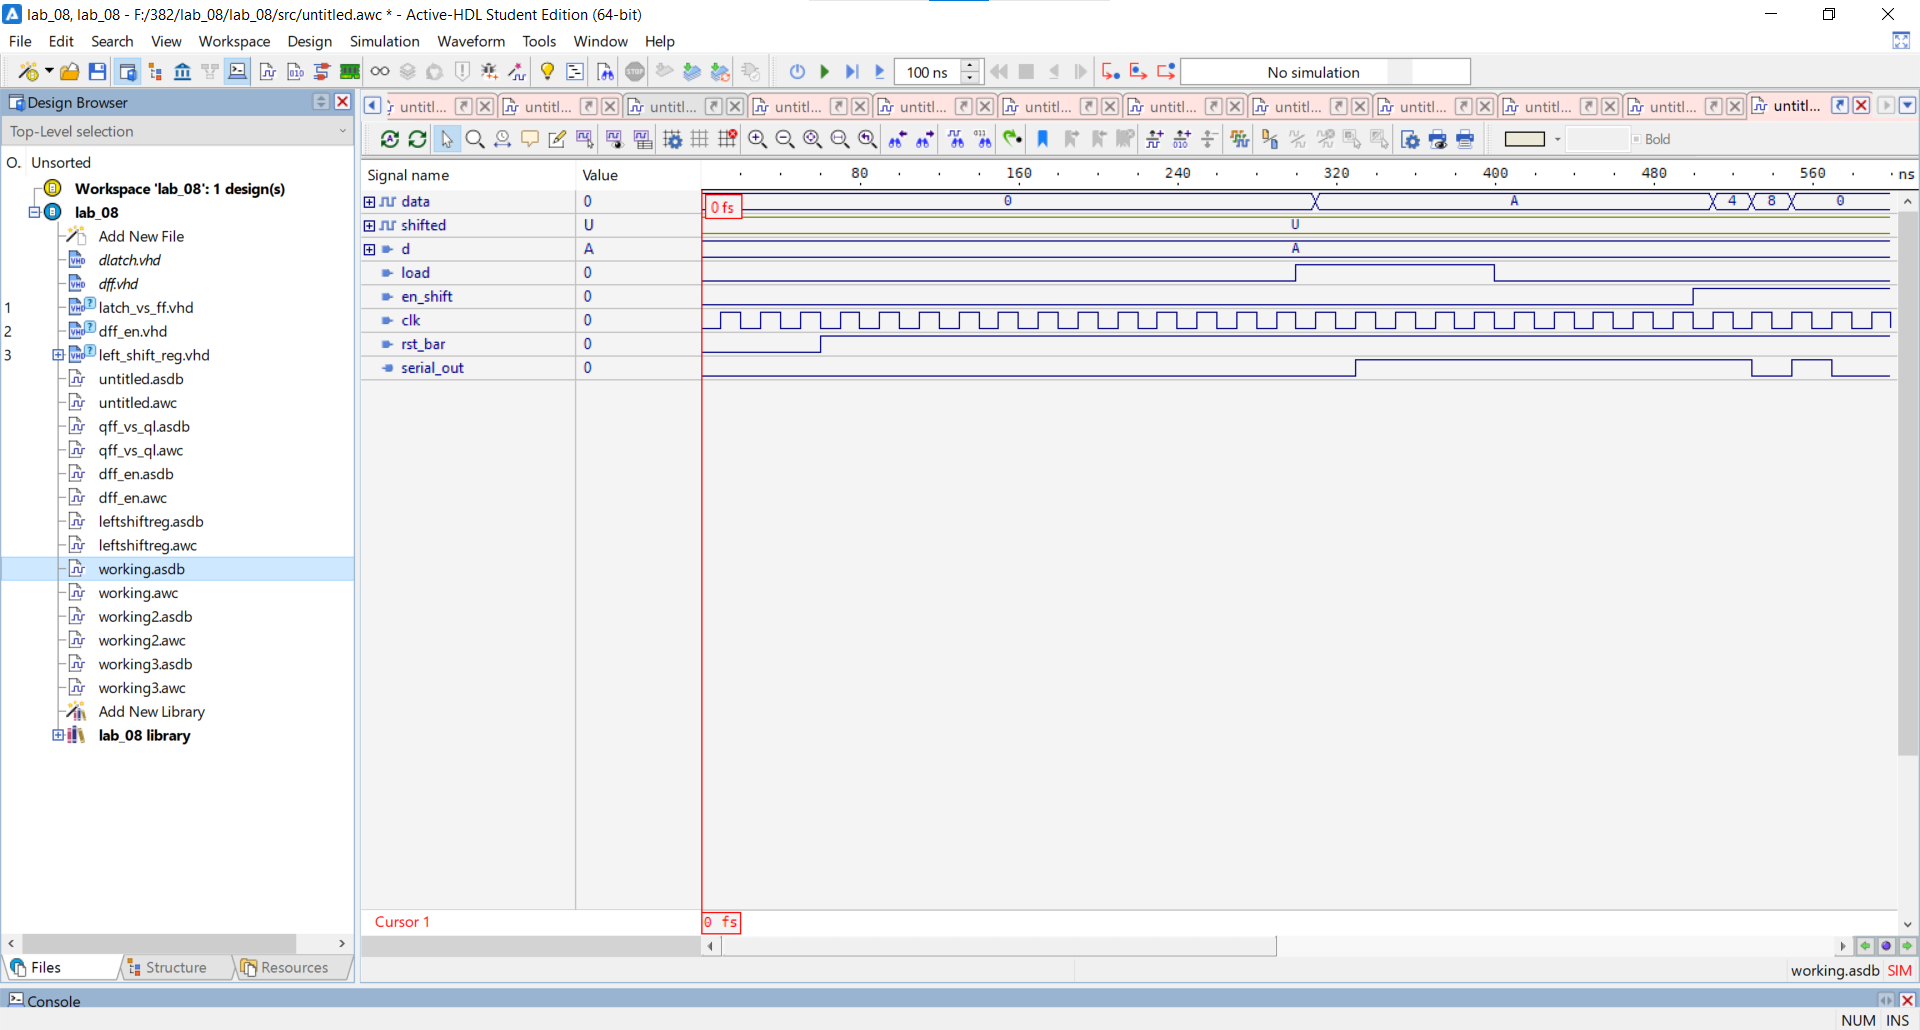 lab_08, lab_08 - F:/382/lab_08/lab_08/src/untitled.awc * - Active-HDL Student Edition (64-bit)
File Edit Search View Workspace Design Simulation Waveform Tools Window Help
100 ns
No simulation
Design Browser
untitl... untitl... untitl... untitl... untitl... untitl... untitl... untitl... untitl... untitl... untitl... untitl...
Top-Level selection
Bold
O. Unsorted
Workspace 'lab_08': 1 design(s)
lab_08
Add New File
dlatch.vhd
dff.vhd
1 latch_vs_ff.vhd
2 dff_en.vhd
3 left_shift_reg.vhd
untitled.asdb
untitled.awc
qff_vs_ql.asdb
qff_vs_ql.awc
dff_en.asdb
dff_en.awc
leftshiftreg.asdb
leftshiftreg.awc
working.asdb
working.awc
working2.asdb
working2.awc
working3.asdb
working3.awc
Add New Library
lab_08 library
Files Structure Resources
Signal name Value 80 160 240 320 400 480 560 ns
data 0 0 fs 0 A 4 8 0
shifted U U
d A A
load 0
en_shift 0
clk 0
rst_bar 0
serial_out 0
Cursor 1 0 fs
working.asdb SIM
Console
NUM INS